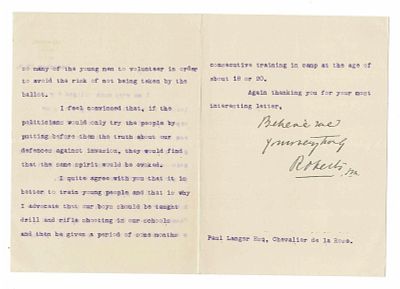 so many of the young men to volunteer in order
to avoid the risk of not being taken by the
ballot.
I feel convinced that, if the
politicians would only try the people by
putting before them the truth about our
defences against invasion, they would find
that the same spirit would be evoked.
I quite agree with you that it is
better to train young people and that is why
I advocate that our boys should be taught
drill and rifle shooting in our schools
and then be given a period of some months
consecutive training in camp at the age of
about 18 or 20.
Again thanking you for your most
interesting letter,
Believe me
yours very truly
Roberts, FM.
Paul Langer Esq, Chevalier de la Rose.